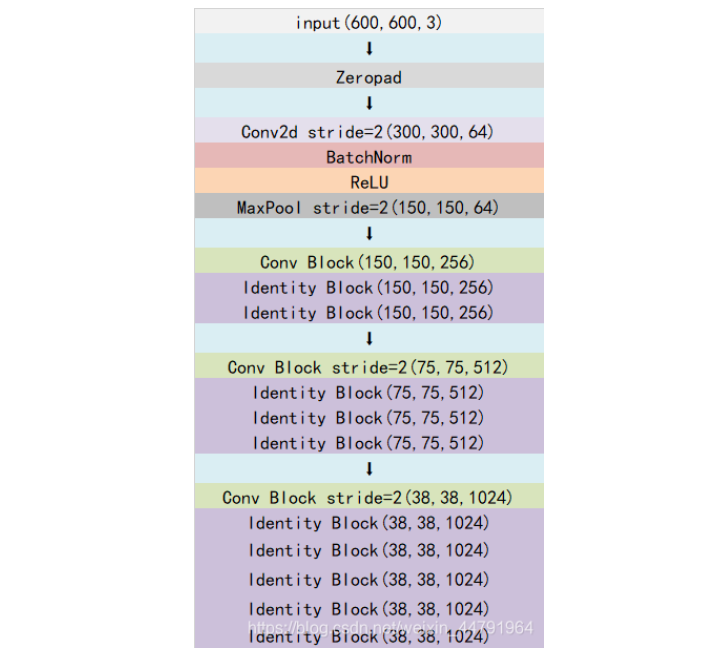 input(600,600,3)
⬇
Zeropad
⬇
Conv2d stride=2(300,300,64)
BatchNorm
ReLU
MaxPool stride=2(150,150,64)
⬇
Conv Block(150,150,256)
Identity Block(150,150,256)
Identity Block(150,150,256)
⬇
Conv Block stride=2(75,75,512)
Identity Block(75,75,512)
Identity Block(75,75,512)
Identity Block(75,75,512)
⬇
Conv Block stride=2(38,38,1024)
Identity Block(38,38,1024)
Identity Block(38,38,1024)
Identity Block(38,38,1024)
Identity Block(38,38,1024)
https://blog.csdn.net/weixin_44791964
Identity Block(38,38,1024)